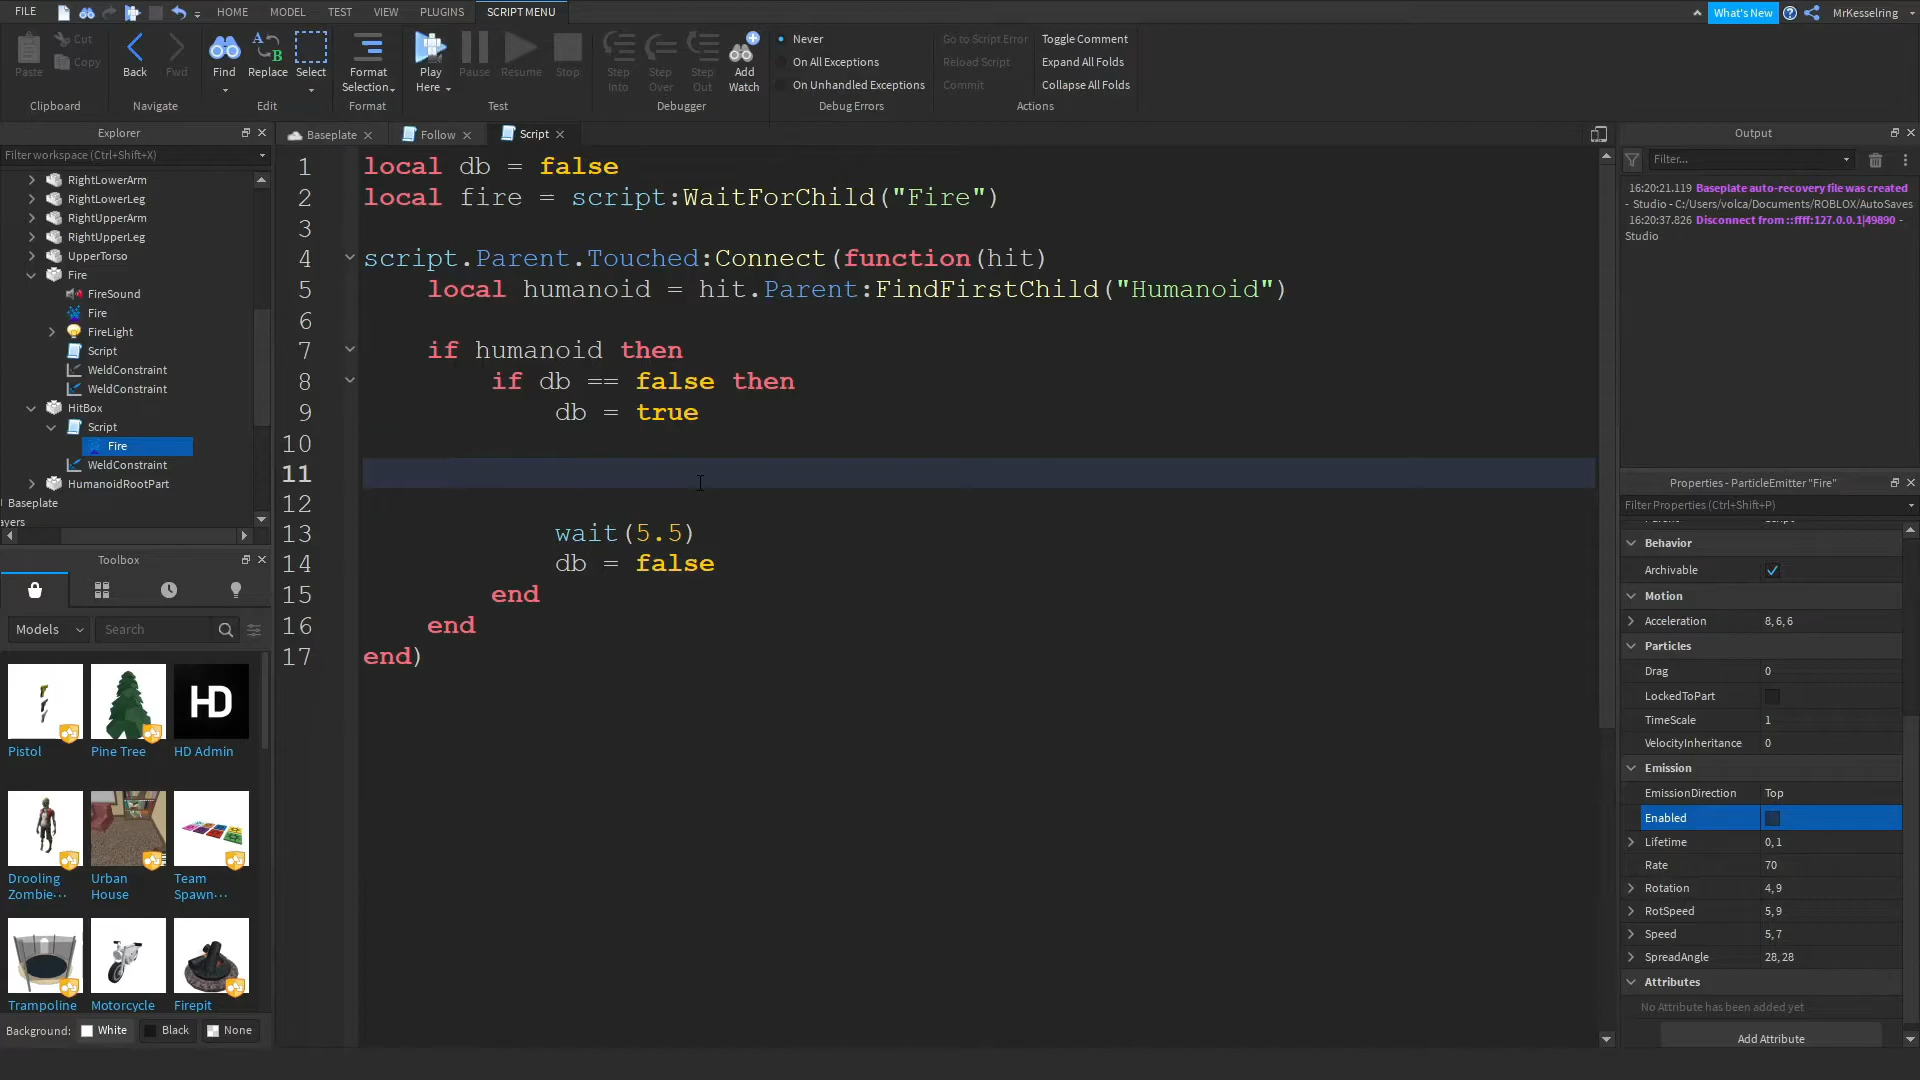 FILE HOME MODEL TEST VIEW PLUGINS SCRIPT MENU What's New MrKesselring
Paste Cut Copy
Clipboard
Back Fwd
Navigate
Find Replace Select
Edit
Format Selection
Format
Play Here Pause Resume Stop
Test
Step Into Step Over Step Out Add Watch
Debugger
Never
On All Exceptions
On Unhandled Exceptions
Debug Errors
Go to Script Error Toggle Comment
Reload Script Expand All Folds
Commit Collapse All Folds
Actions
Explorer
Filter workspace (Ctrl+Shift+X)
RightLowerArm
RightLowerLeg
RightUpperArm
RightUpperLeg
UpperTorso
Fire
FireSound
Fire
FireLight
Script
WeldConstraint
WeldConstraint
HitBox
Script
Fire
WeldConstraint
HumanoidRootPart
Baseplate
ayers
Toolbox
Models Search
Pistol Pine Tree HD Admin
Drooling Zombie… Urban House Team Spawn…
Trampoline Motorcycle Firepit
Background: White Black None
Baseplate Follow Script
1 local db = false
2 local fire = script:WaitForChild("Fire")
3
4 script.Parent.Touched:Connect(function(hit)
5 local humanoid = hit.Parent:FindFirstChild("Humanoid")
6
7 if humanoid then
8 if db == false then
9 db = true
10
11
12
13 wait(5.5)
14 db = false
15 end
16 end
17 end)
Output
Filter...
16:20:21.119 Baseplate auto-recovery file was created
- Studio - C:/Users/volca/Documents/ROBLOX/AutoSaves
16:20:37.826 Disconnect from ::ffff:127.0.0.1|49890 -
Studio
Properties - ParticleEmitter "Fire"
Filter Properties (Ctrl+Shift+P)
Behavior
Archivable
Motion
Acceleration 8, 6, 6
Particles
Drag 0
LockedToPart
TimeScale 1
VelocityInheritance 0
Emission
EmissionDirection Top
Enabled
Lifetime 0, 1
Rate 70
Rotation 4, 9
RotSpeed 5, 9
Speed 5, 7
SpreadAngle 28, 28
Attributes
No Attribute has been added yet
Add Attribute